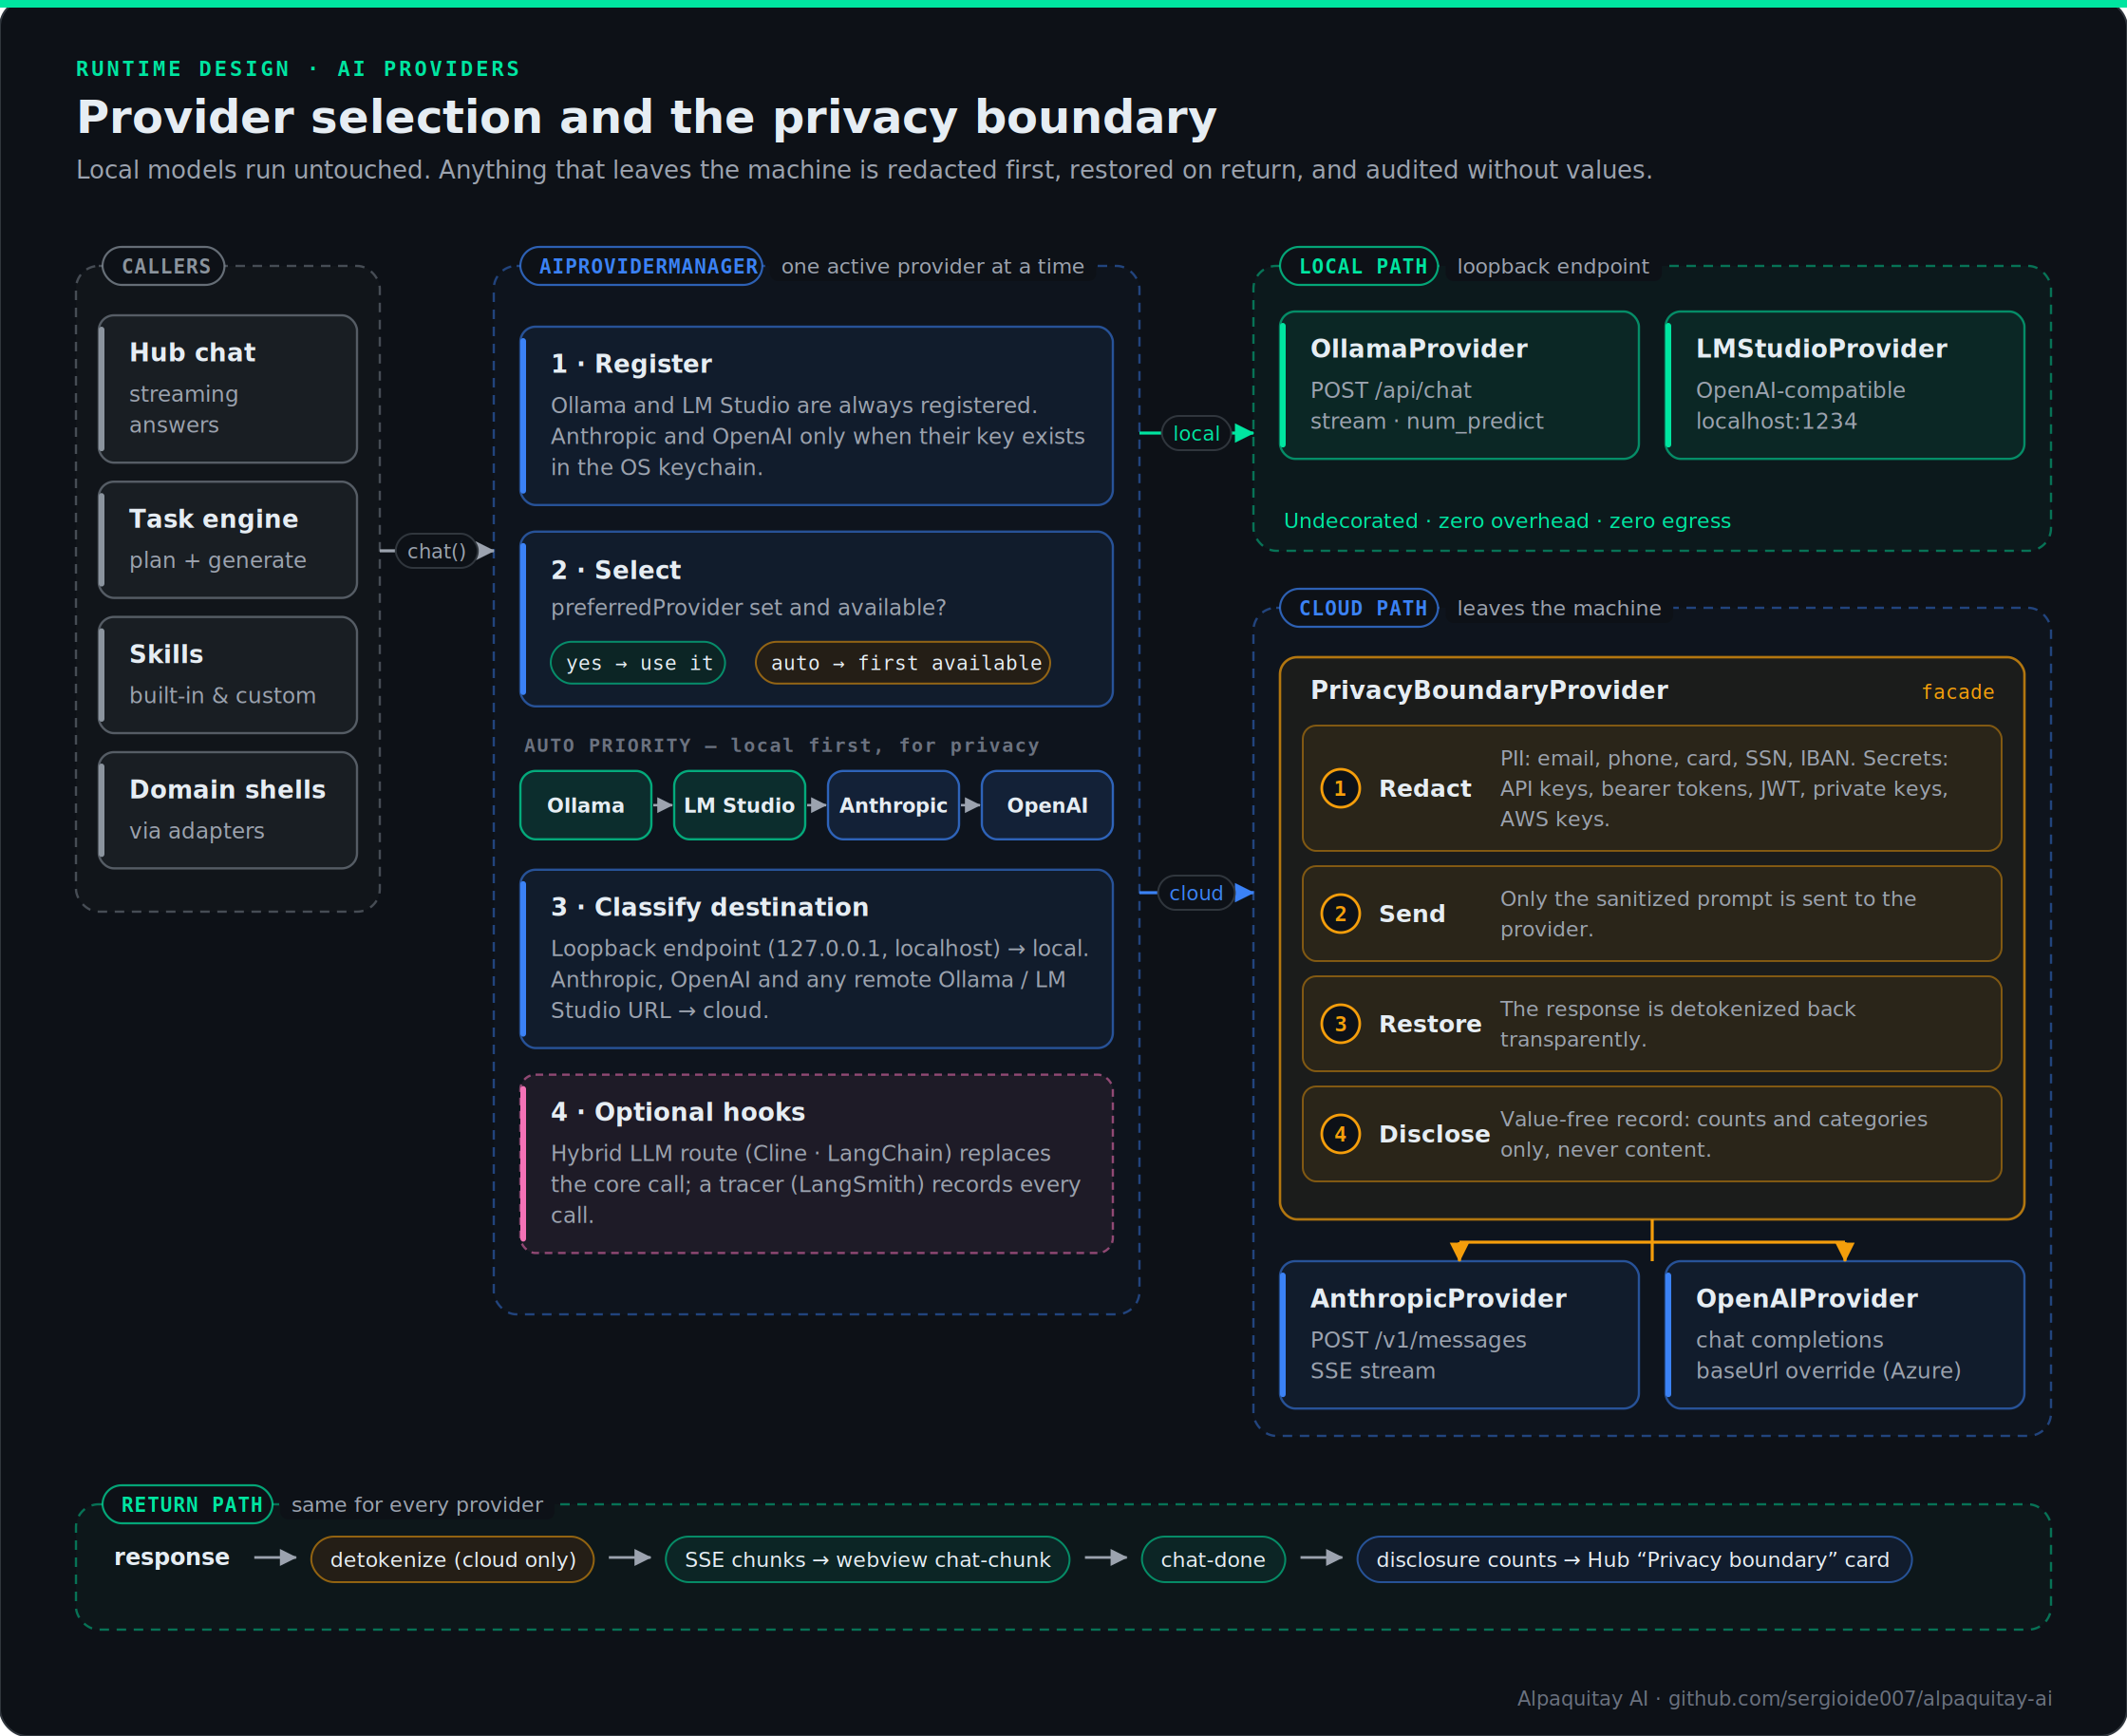 RUNTIME DESIGN · AI PROVIDERS
Provider selection and the privacy boundary
Local models run untouched. Anything that leaves the machine is redacted first, restored on return, and audited without values.
CALLERS
Hub chat
streaming
answers
Task engine
plan + generate
Skills
built-in & custom
Domain shells
via adapters
chat()
AIPROVIDERMANAGER
one active provider at a time
1 · Register
Ollama and LM Studio are always registered.
Anthropic and OpenAI only when their key exists
in the OS keychain.
2 · Select
preferredProvider set and available?
yes → use it
auto → first available
AUTO PRIORITY — local first, for privacy
Ollama
LM Studio
Anthropic
OpenAI
3 · Classify destination
Loopback endpoint (127.0.0.1, localhost) → local.
Anthropic, OpenAI and any remote Ollama / LM
Studio URL → cloud.
4 · Optional hooks
Hybrid LLM route (Cline · LangChain) replaces
the core call; a tracer (LangSmith) records every
call.
local
cloud
LOCAL PATH
loopback endpoint
OllamaProvider
POST /api/chat
stream · num_predict
LMStudioProvider
OpenAI-compatible
localhost:1234
Undecorated · zero overhead · zero egress
CLOUD PATH
leaves the machine
PrivacyBoundaryProvider
facade
1
Redact
PII: email, phone, card, SSN, IBAN. Secrets:
API keys, bearer tokens, JWT, private keys,
AWS keys.
2
Send
Only the sanitized prompt is sent to the
provider.
3
Restore
The response is detokenized back
transparently.
4
Disclose
Value-free record: counts and categories
only, never content.
AnthropicProvider
POST /v1/messages
SSE stream
OpenAIProvider
chat completions
baseUrl override (Azure)
RETURN PATH
same for every provider
response
detokenize (cloud only)
SSE chunks → webview chat-chunk
chat-done
disclosure counts → Hub “Privacy boundary” card
Alpaquitay AI · github.com/sergioide007/alpaquitay-ai